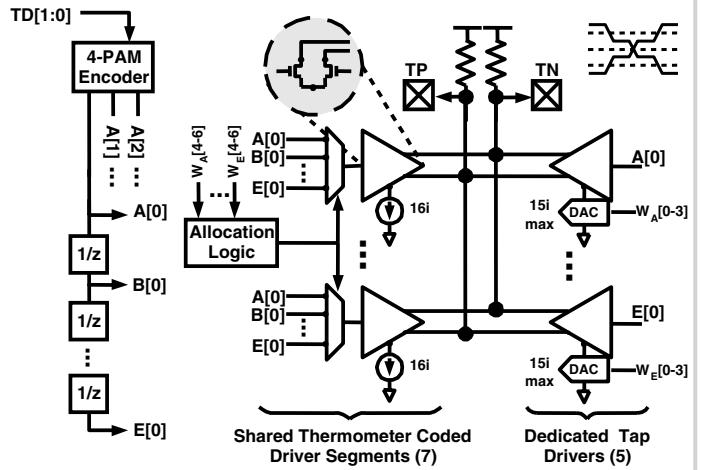 TD[1:0]
4-PAM
Encoder
A[1]
A[2]
A[0]
1/z
B[0]
1/z
1/z
E[0]
TP
TN
W_A[4-6]
W_E[4-6]
A[0]
B[0]
E[0]
Allocation
Logic
16i
A[0]
15i
max
DAC
W_A[0-3]
A[0]
B[0]
E[0]
16i
E[0]
15i
max
DAC
W_E[0-3]
Shared Thermometer Coded
Driver Segments (7)
Dedicated Tap
Drivers (5)